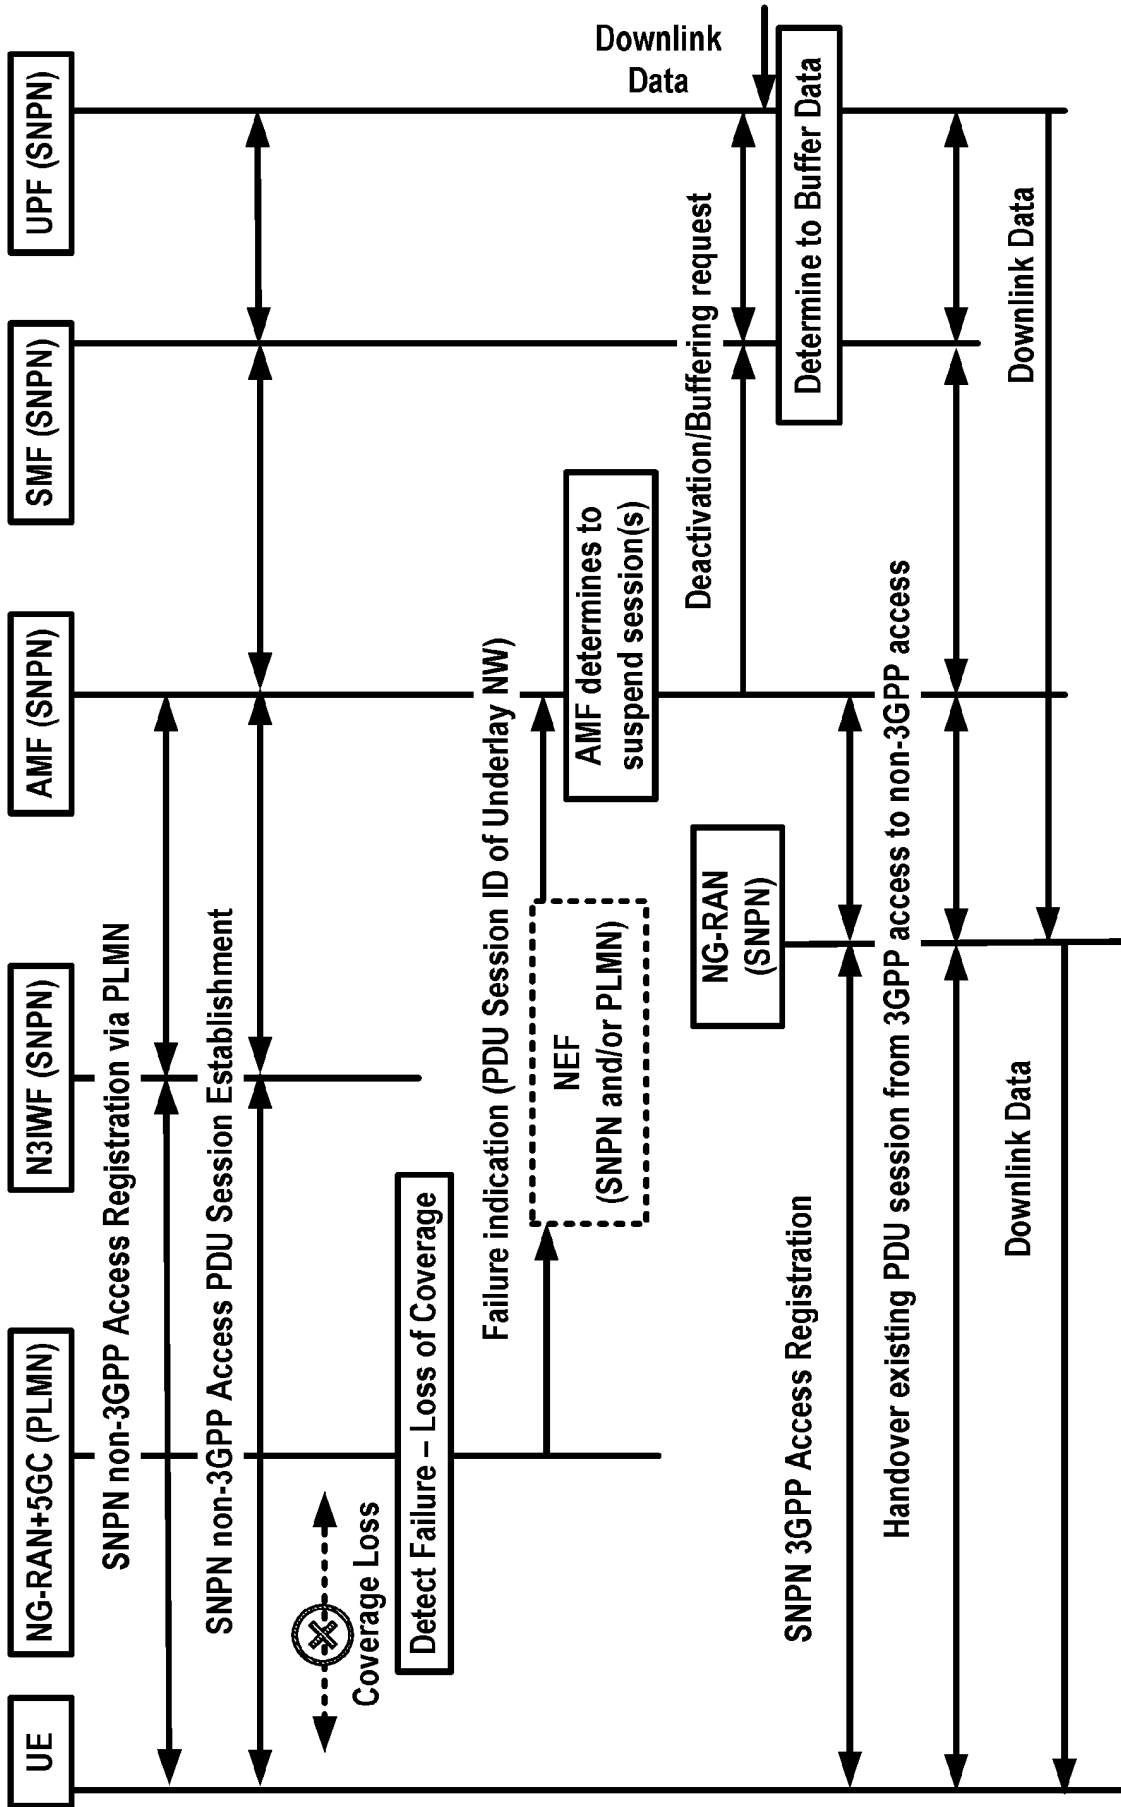 UE
NG-RAN+5GC (PLMN)
N3IWF (SNPN)
AMF (SNPN)
SMF (SNPN)
UPF (SNPN)
SNPN non-3GPP Access Registration via PLMN
SNPN non-3GPP Access PDU Session Establishment
Coverage Loss
Detect Failure – Loss of Coverage
Failure indication (PDU Session ID of Underlay NW)
NEF
(SNPN and/or PLMN)
AMF determines to
suspend session(s)
Deactivation/Buffering request
Downlink
Data
Determine to Buffer Data
NG-RAN
(SNPN)
SNPN 3GPP Access Registration
Handover existing PDU session from 3GPP access to non-3GPP access
Downlink Data
Downlink Data